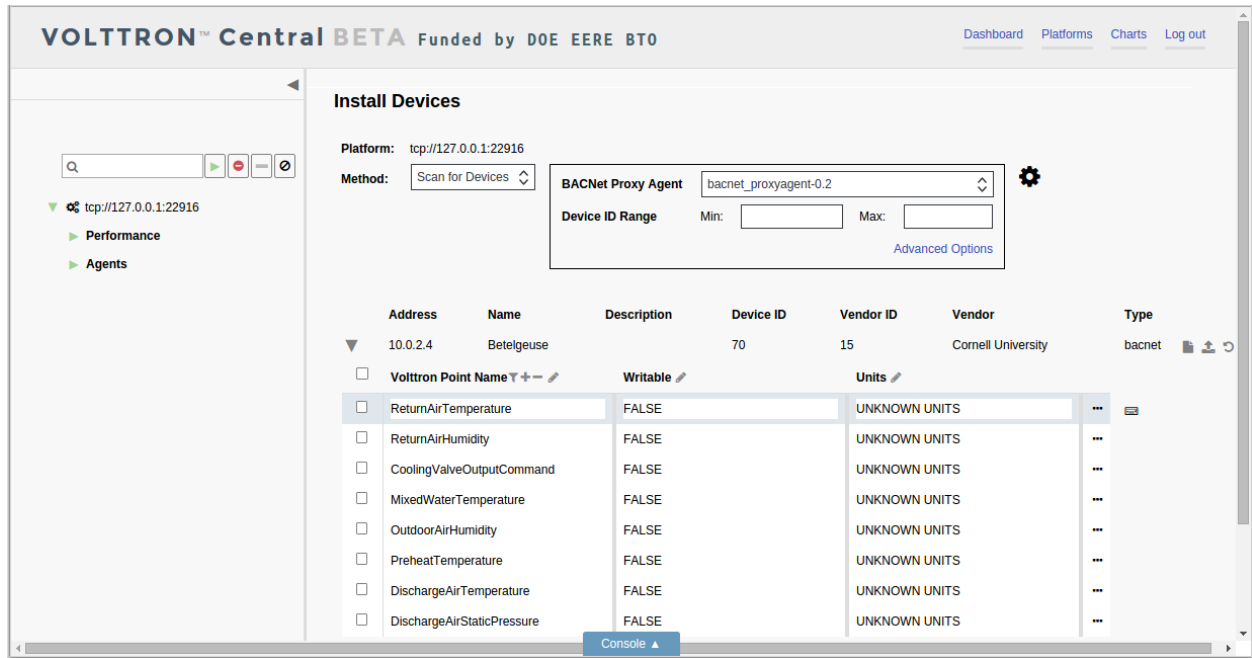 VOLTTRON™ Central BETA Funded by DOE EERE BTO
Dashboard Platforms Charts Log out
Install Devices
Platform: tcp://127.0.0.1:22916
Method: Scan for Devices
BACNet Proxy Agent bacnet_proxyagent-0.2
Device ID Range Min: Max:
Advanced Options
tcp://127.0.0.1:22916
Performance
Agents
Address Name Description Device ID Vendor ID Vendor Type
10.0.2.4 Betelgeuse 70 15 Cornell University bacnet
Volttron Point Name Writable Units
ReturnAirTemperature FALSE UNKNOWN UNITS
ReturnAirHumidity FALSE UNKNOWN UNITS
CoolingValveOutputCommand FALSE UNKNOWN UNITS
MixedWaterTemperature FALSE UNKNOWN UNITS
OutdoorAirHumidity FALSE UNKNOWN UNITS
PreheatTemperature FALSE UNKNOWN UNITS
DischargeAirTemperature FALSE UNKNOWN UNITS
DischargeAirStaticPressure FALSE UNKNOWN UNITS
Console ▲